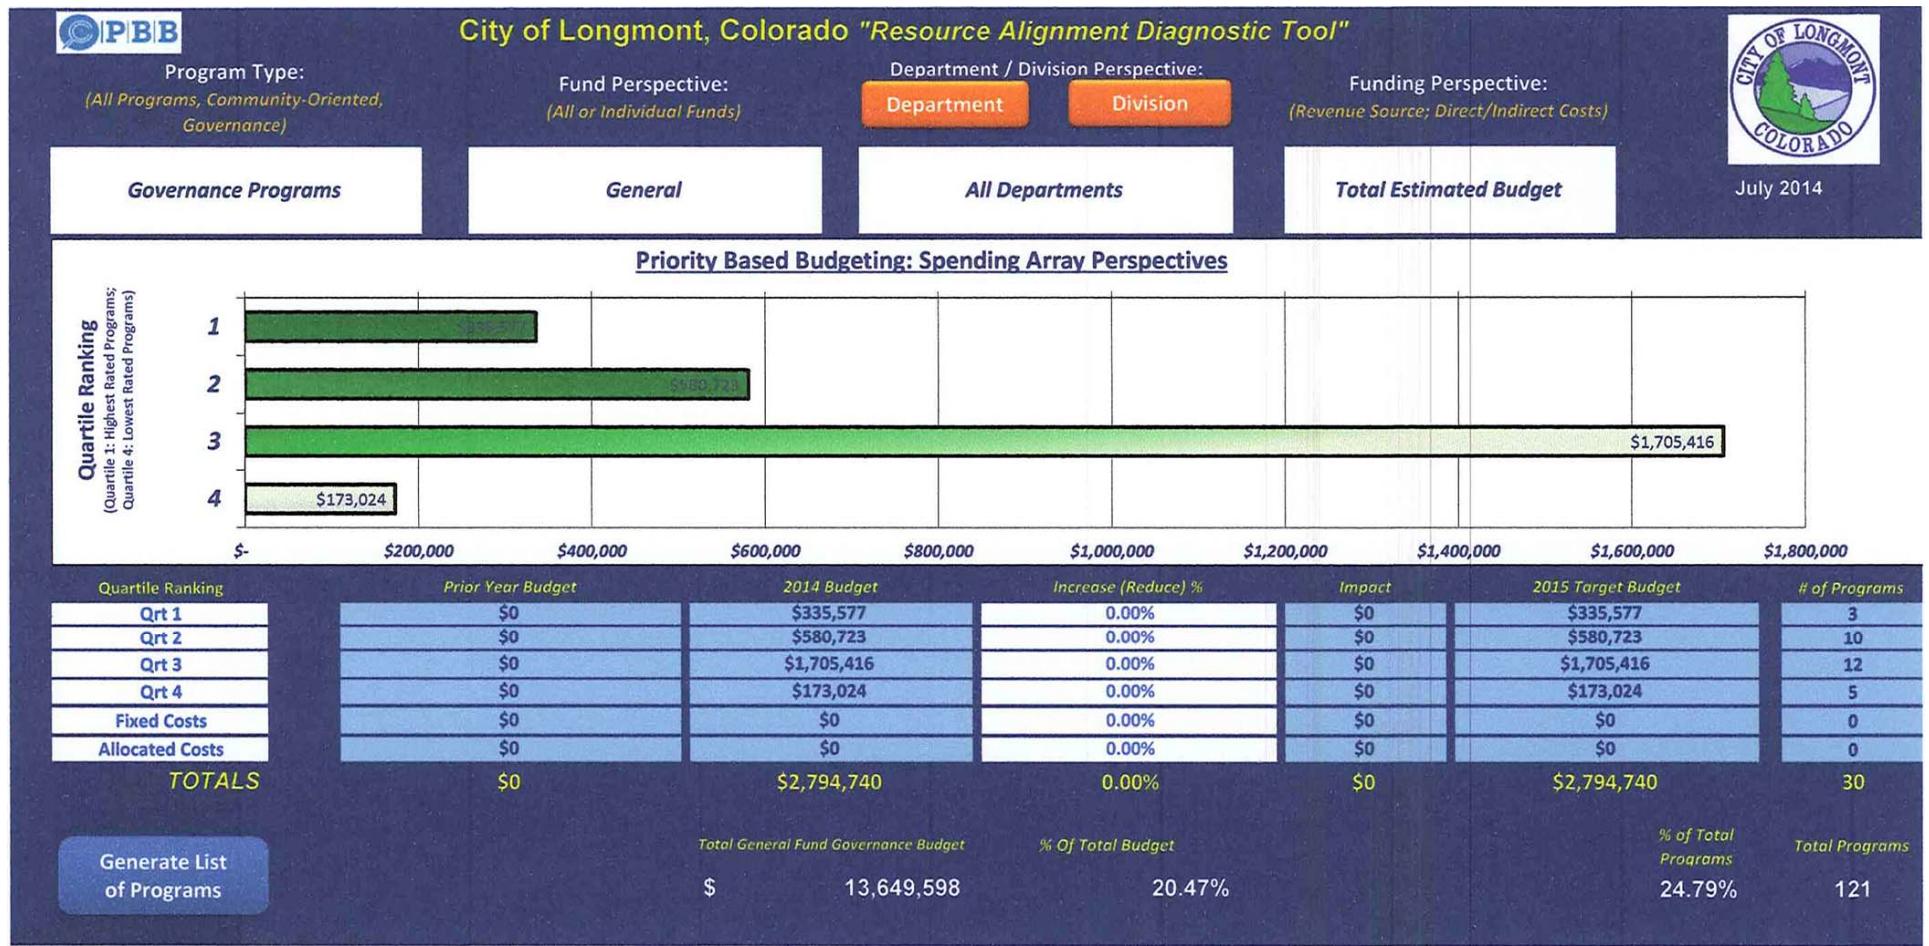 PBB
City of Longmont, Colorado "Resource Alignment Diagnostic Tool"
CITY OF LONGMONT
COLORADO
Program Type:
(All Programs, Community-Oriented,
Governance)
Fund Perspective:
(All or Individual Funds)
Department / Division Perspective:
Department
Division
Funding Perspective:
(Revenue Source; Direct/Indirect Costs)
Governance Programs
General
All Departments
Total Estimated Budget
July 2014
Priority Based Budgeting: Spending Array Perspectives
Quartile Ranking
(Quartile 1: Highest Rated Programs;
Quartile 4: Lowest Rated Programs)
1
$335,577
2
$580,723
3
$1,705,416
4
$173,024
$- $200,000 $400,000 $600,000 $800,000 $1,000,000 $1,200,000 $1,400,000 $1,600,000 $1,800,000
Quartile Ranking Prior Year Budget 2014 Budget Increase (Reduce) % Impact 2015 Target Budget # of Programs
Qrt 1 $0 $335,577 0.00% $0 $335,577 3
Qrt 2 $0 $580,723 0.00% $0 $580,723 10
Qrt 3 $0 $1,705,416 0.00% $0 $1,705,416 12
Qrt 4 $0 $173,024 0.00% $0 $173,024 5
Fixed Costs $0 $0 0.00% $0 $0 0
Allocated Costs $0 $0 0.00% $0 $0 0
TOTALS $0 $2,794,740 0.00% $0 $2,794,740 30
Generate List
of Programs
Total General Fund Governance Budget
$ 13,649,598
% Of Total Budget
20.47%
% of Total
Programs
24.79%
Total Programs
121